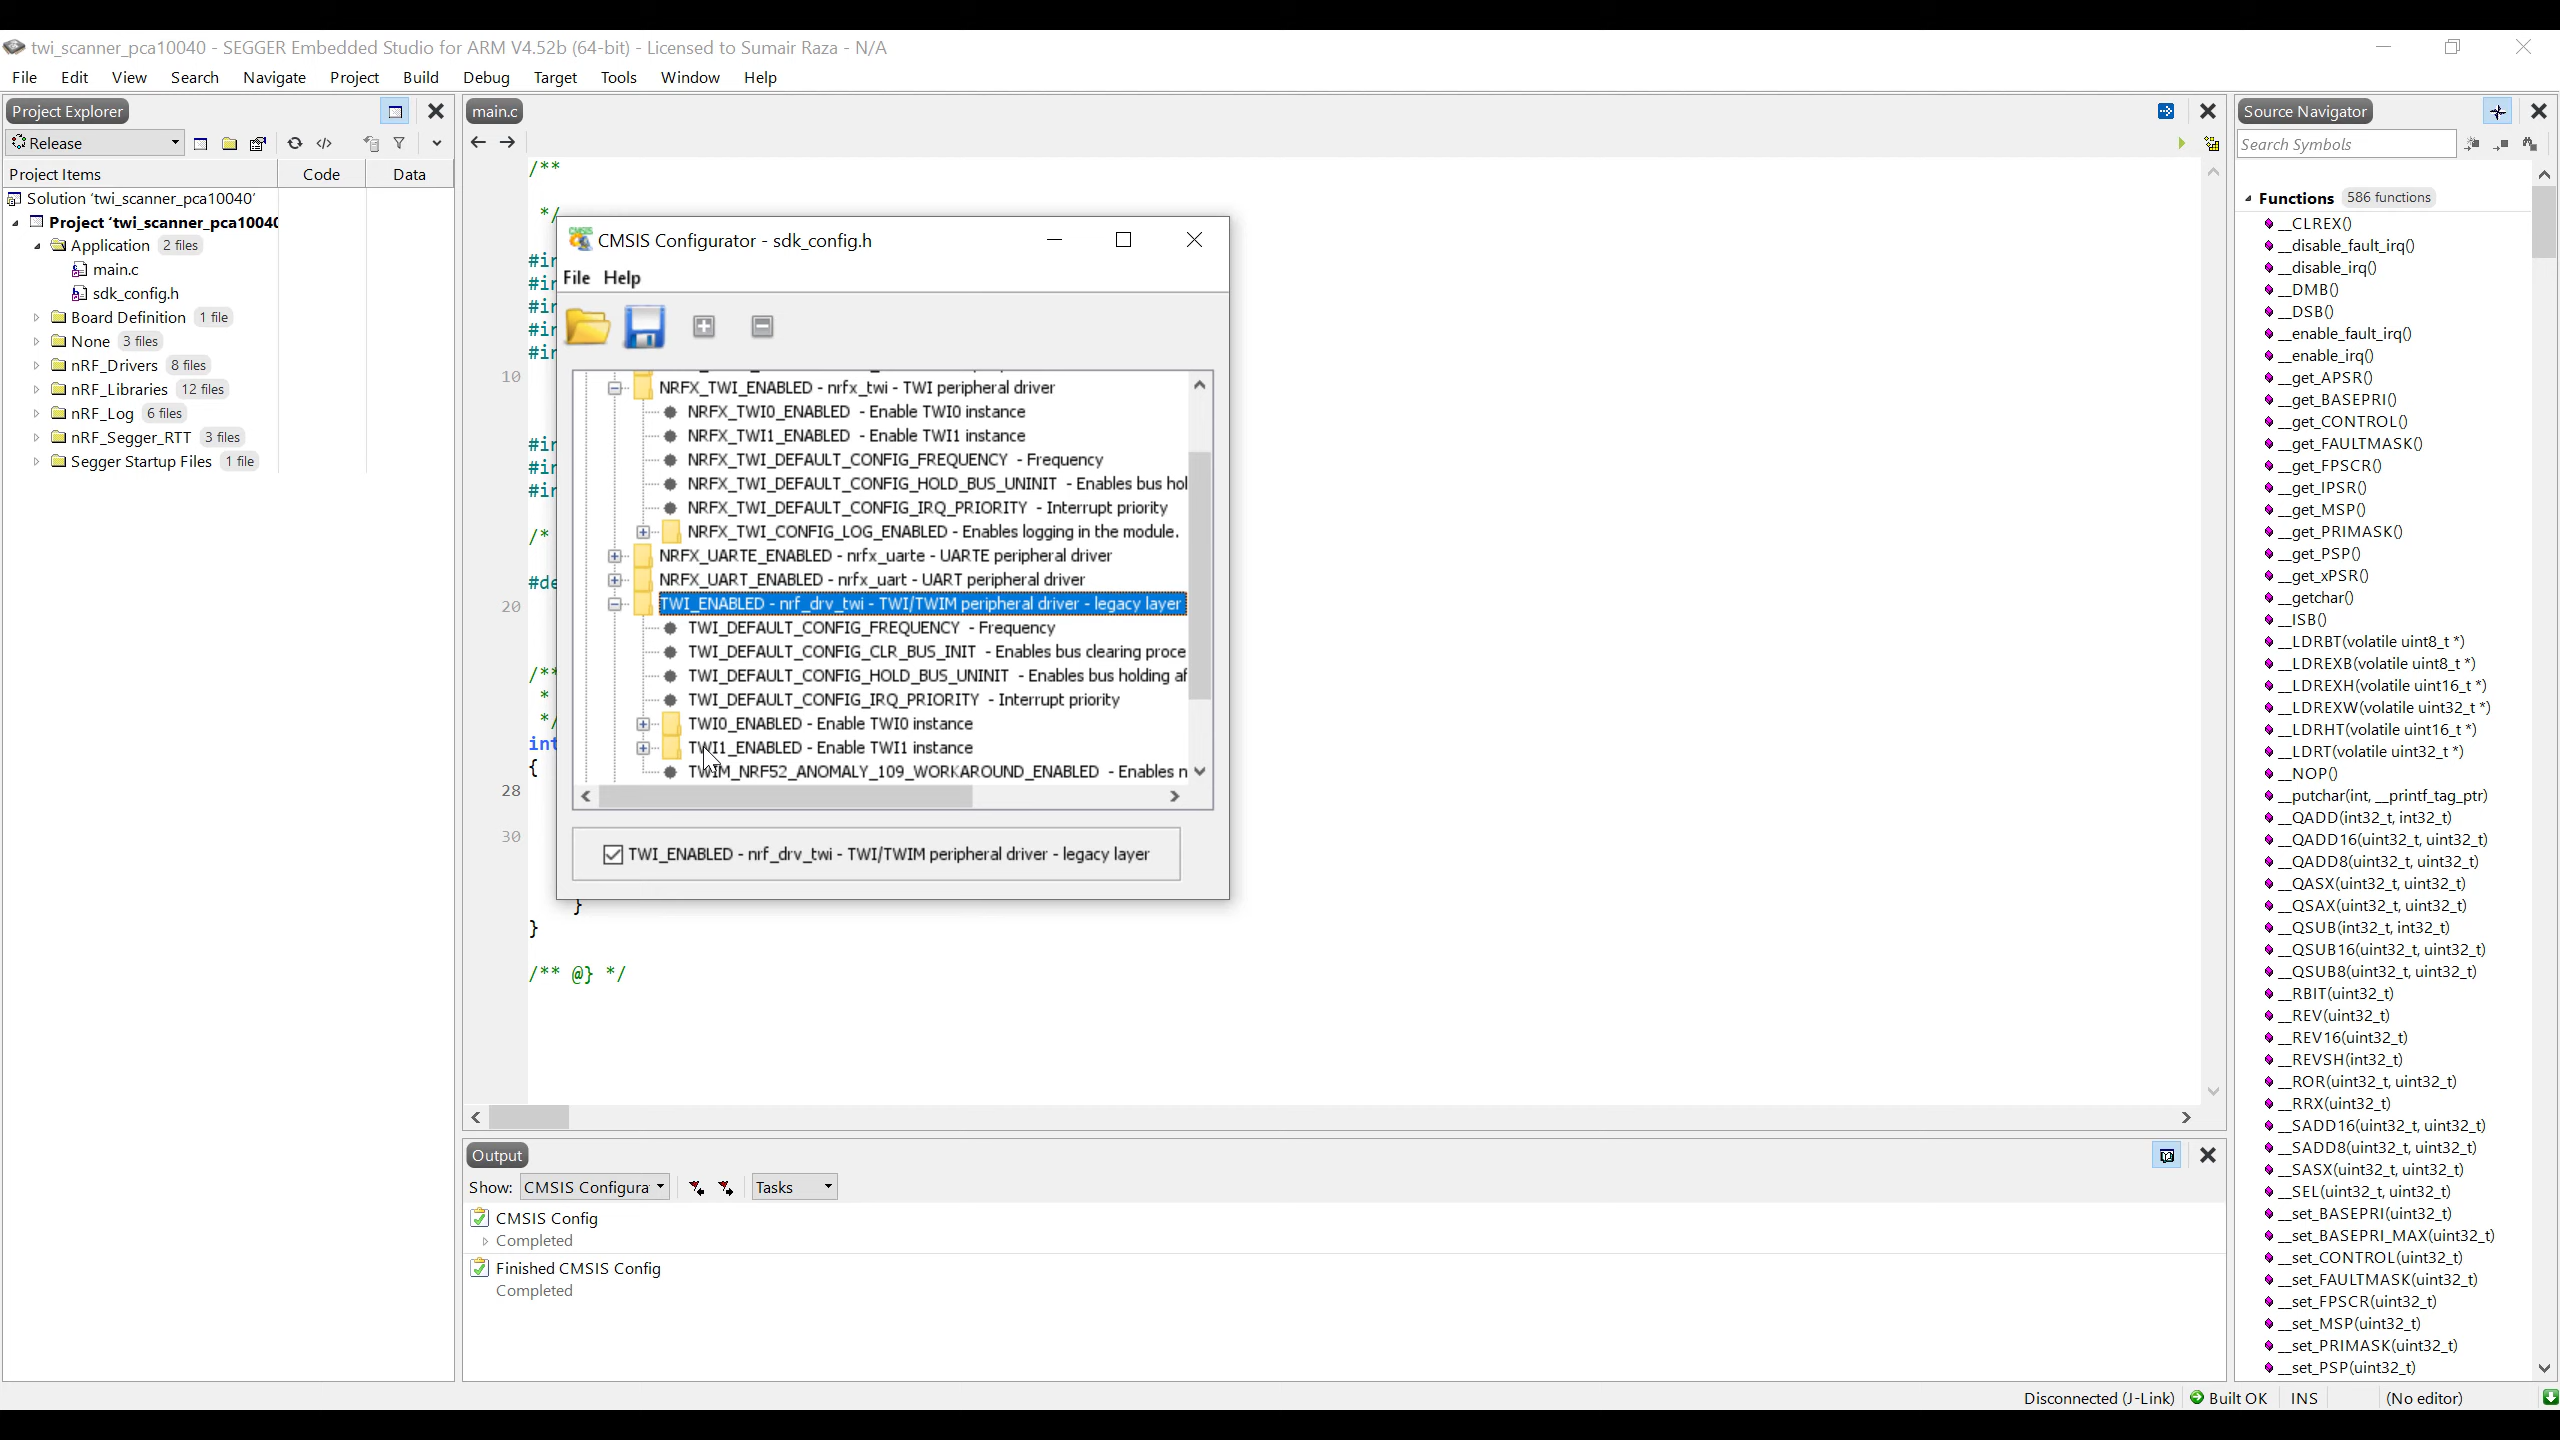 twi_scanner_pca10040 - SEGGER Embedded Studio for ARM V4.52b (64-bit) - Licensed to Sumair Raza - N/A
File Edit View Search Navigate Project Build Debug Target Tools Window Help
Project Explorer
Release
Project Items Code Data
Solution 'twi_scanner_pca10040'
Project 'twi_scanner_pca10040
Application 2 files
main.c
sdk_config.h
Board Definition 1 file
None 3 files
nRF_Drivers 8 files
nRF_Libraries 12 files
nRF_Log 6 files
nRF_Segger_RTT 3 files
Segger Startup Files 1 file
main.c
/**
*/
#in
#in
#in
#in
#in
10
#in
#in
#in
/*
#de
20
/**
*
*/
int
{
28
30
}
}
/** @} */
CMSIS Configurator - sdk_config.h
File Help
NRFX_TWI_ENABLED - nrfx_twi - TWI peripheral driver
NRFX_TWI0_ENABLED - Enable TWI0 instance
NRFX_TWI1_ENABLED - Enable TWI1 instance
NRFX_TWI_DEFAULT_CONFIG_FREQUENCY - Frequency
NRFX_TWI_DEFAULT_CONFIG_HOLD_BUS_UNINIT - Enables bus hol
NRFX_TWI_DEFAULT_CONFIG_IRQ_PRIORITY - Interrupt priority
NRFX_TWI_CONFIG_LOG_ENABLED - Enables logging in the module.
NRFX_UARTE_ENABLED - nrfx_uarte - UARTE peripheral driver
NRFX_UART_ENABLED - nrfx_uart - UART peripheral driver
TWI_ENABLED - nrf_drv_twi - TWI/TWIM peripheral driver - legacy layer
TWI_DEFAULT_CONFIG_FREQUENCY - Frequency
TWI_DEFAULT_CONFIG_CLR_BUS_INIT - Enables bus clearing proce
TWI_DEFAULT_CONFIG_HOLD_BUS_UNINIT - Enables bus holding af
TWI_DEFAULT_CONFIG_IRQ_PRIORITY - Interrupt priority
TWI0_ENABLED - Enable TWI0 instance
TWI1_ENABLED - Enable TWI1 instance
TWIM_NRF52_ANOMALY_109_WORKAROUND_ENABLED - Enables n
TWI_ENABLED - nrf_drv_twi - TWI/TWIM peripheral driver - legacy layer
Output
Show: CMSIS Configura Tasks
CMSIS Config
Completed
Finished CMSIS Config
Completed
Source Navigator
Search Symbols
Functions 586 functions
__CLREX()
__disable_fault_irq()
__disable_irq()
__DMB()
__DSB()
__enable_fault_irq()
__enable_irq()
__get_APSR()
__get_BASEPRI()
__get_CONTROL()
__get_FAULTMASK()
__get_FPSCR()
__get_IPSR()
__get_MSP()
__get_PRIMASK()
__get_PSP()
__get_xPSR()
__getchar()
__ISB()
__LDRBT(volatile uint8_t *)
__LDREXB(volatile uint8_t *)
__LDREXH(volatile uint16_t *)
__LDREXW(volatile uint32_t *)
__LDRHT(volatile uint16_t *)
__LDRT(volatile uint32_t *)
__NOP()
__putchar(int, __printf_tag_ptr)
__QADD(int32_t, int32_t)
__QADD16(uint32_t, uint32_t)
__QADD8(uint32_t, uint32_t)
__QASX(uint32_t, uint32_t)
__QSAX(uint32_t, uint32_t)
__QSUB(int32_t, int32_t)
__QSUB16(uint32_t, uint32_t)
__QSUB8(uint32_t, uint32_t)
__RBIT(uint32_t)
__REV(uint32_t)
__REV16(uint32_t)
__REVSH(int32_t)
__ROR(uint32_t, uint32_t)
__RRX(uint32_t)
__SADD16(uint32_t, uint32_t)
__SADD8(uint32_t, uint32_t)
__SASX(uint32_t, uint32_t)
__SEL(uint32_t, uint32_t)
__set_BASEPRI(uint32_t)
__set_BASEPRI_MAX(uint32_t)
__set_CONTROL(uint32_t)
__set_FAULTMASK(uint32_t)
__set_FPSCR(uint32_t)
__set_MSP(uint32_t)
__set_PRIMASK(uint32_t)
__set_PSP(uint32_t)
Disconnected (J-Link) Built OK INS (No editor)